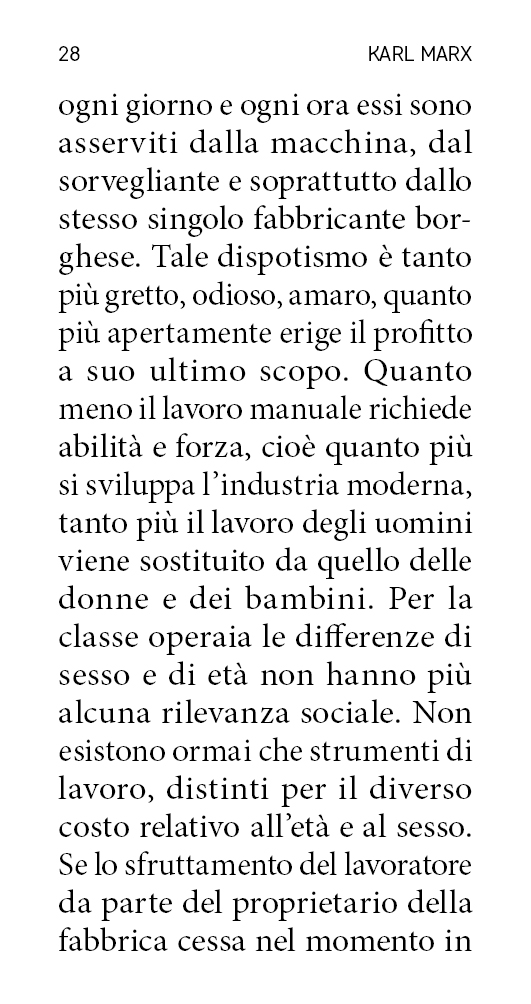 28 KARL MARX
ogni giorno e ogni ora essi sono
asserviti dalla macchina, dal
sorvegliante e soprattutto dallo
stesso singolo fabbricante bor-
ghese. Tale dispotismo è tanto
più gretto, odioso, amaro, quanto
più apertamente erige il profitto
a suo ultimo scopo. Quanto
meno il lavoro manuale richiede
abilità e forza, cioè quanto più
si sviluppa l’industria moderna,
tanto più il lavoro degli uomini
viene sostituito da quello delle
donne e dei bambini. Per la
classe operaia le differenze di
sesso e di età non hanno più
alcuna rilevanza sociale. Non
esistono ormai che strumenti di
lavoro, distinti per il diverso
costo relativo all’età e al sesso.
Se lo sfruttamento del lavoratore
da parte del proprietario della
fabbrica cessa nel momento in